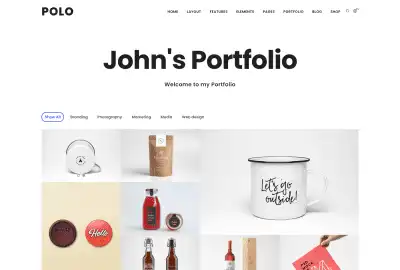 POLO
HOME LAYOUT FEATURES ELEMENTS PAGES PORTFOLIO BLOG SHOP
John's Portfolio
Welcome to my Portfolio
Show All Branding Photography Marketing Media Web design
Let's go
outside!
Hello